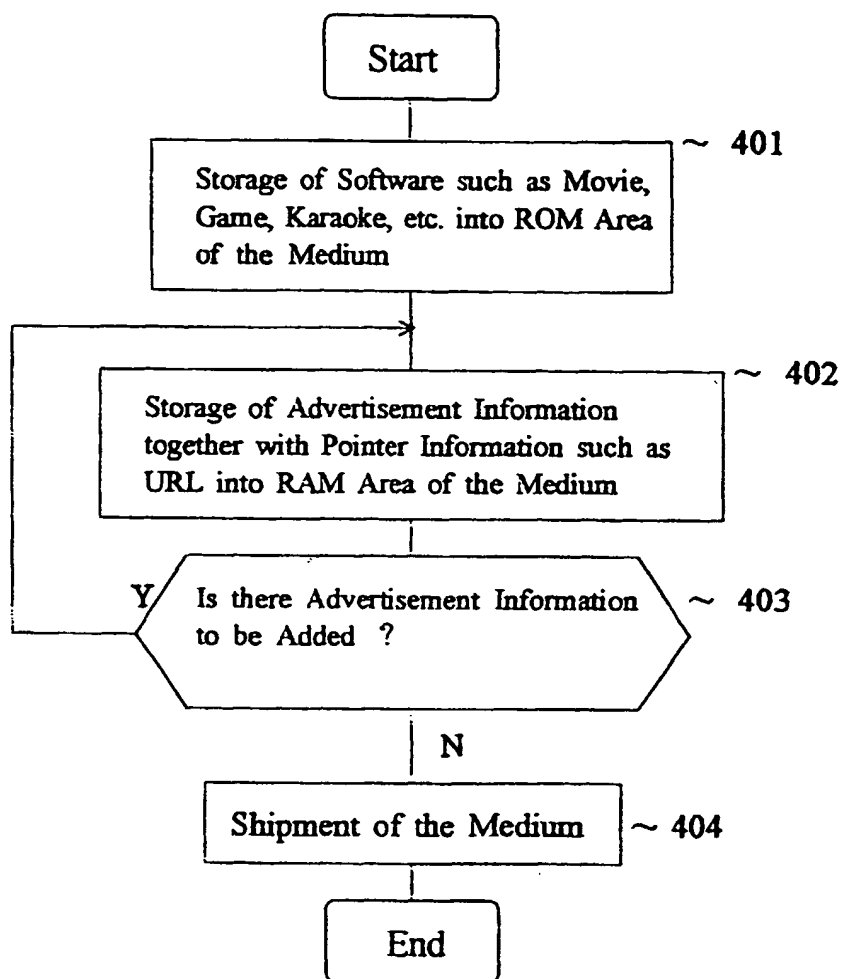 Start
~ 401
Storage of Software such as Movie,
Game, Karaoke, etc. into ROM Area
of the Medium
~ 402
Storage of Advertisement Information
together with Pointer Information such as
URL into RAM Area of the Medium
Y
Is there Advertisement Information
to be Added ?
~ 403
N
Shipment of the Medium
~ 404
End